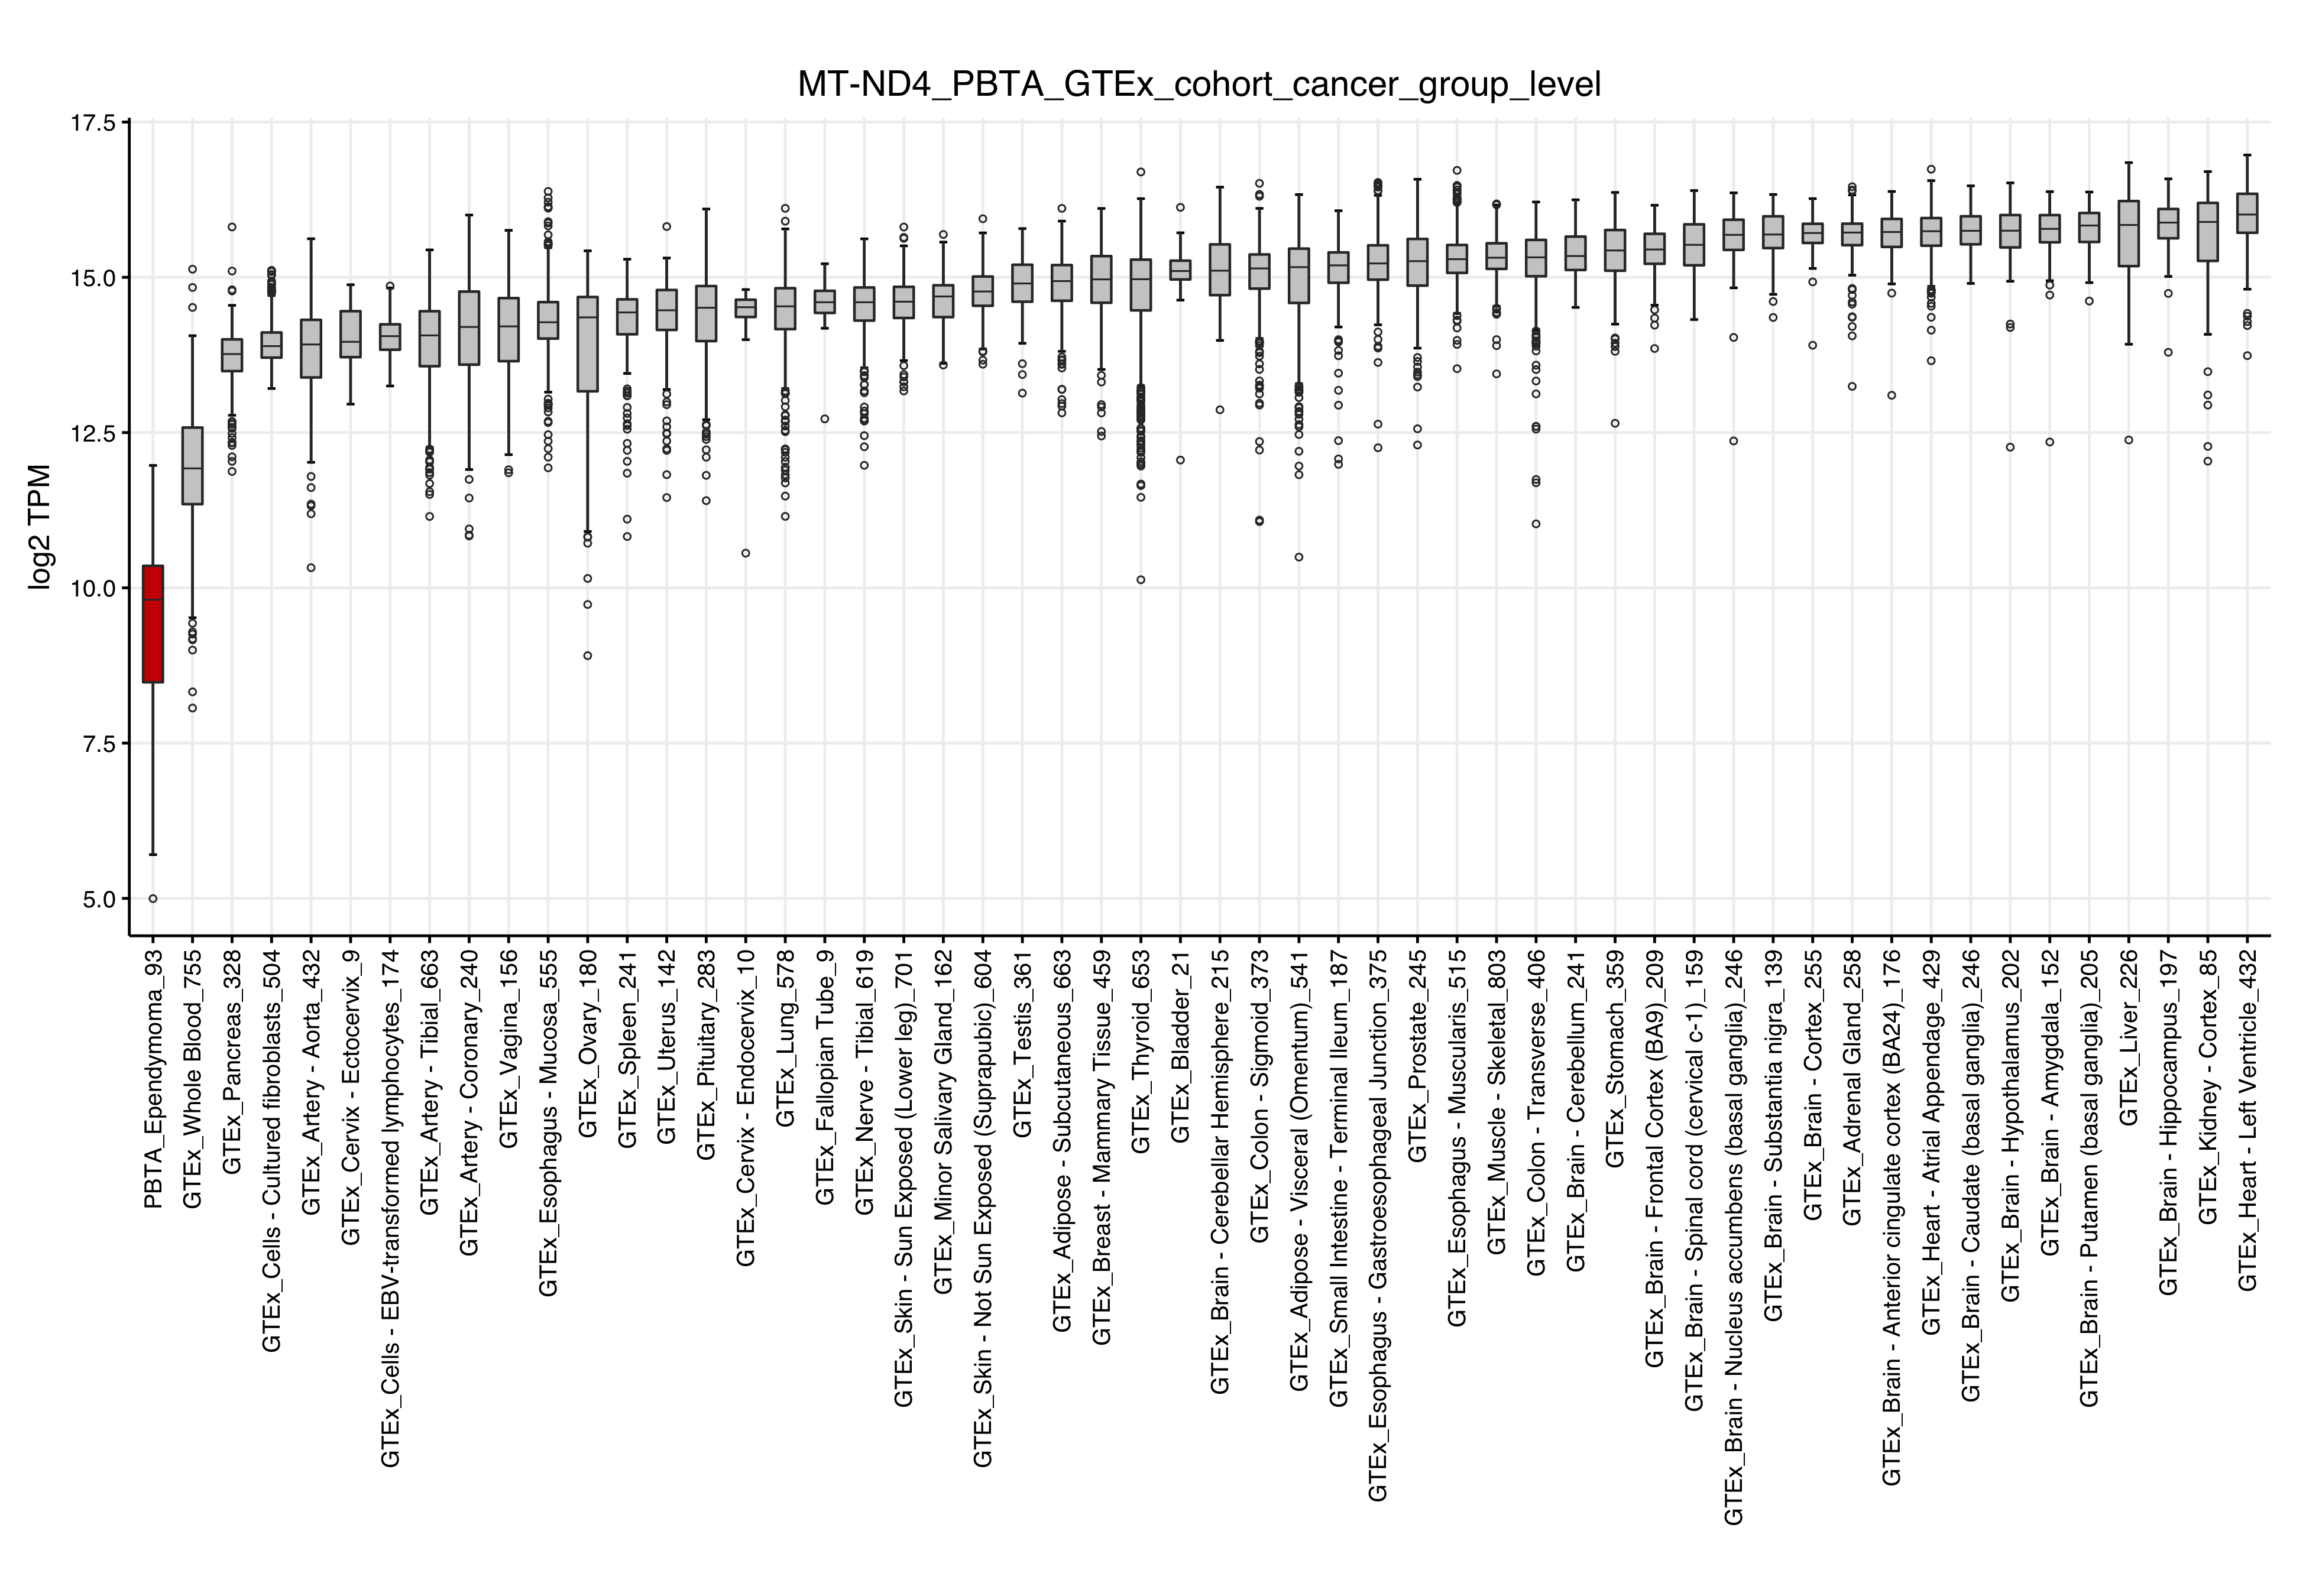 MT-ND4_PBTA_GTEx_cohort_cancer_group_level
log2 TPM
17.5
15.0
12.5
10.0
7.5
5.0
PBTA_Ependymoma_93
GTEx_Whole Blood_755
GTEx_Pancreas_328
GTEx_Cells - Cultured fibroblasts_504
GTEx_Artery - Aorta_432
GTEx_Cervix - Ectocervix_9
GTEx_Cells - EBV-transformed lymphocytes_174
GTEx_Artery - Tibial_663
GTEx_Artery - Coronary_240
GTEx_Vagina_156
GTEx_Esophagus - Mucosa_555
GTEx_Ovary_180
GTEx_Spleen_241
GTEx_Uterus_142
GTEx_Pituitary_283
GTEx_Cervix - Endocervix_10
GTEx_Lung_578
GTEx_Fallopian Tube_9
GTEx_Nerve - Tibial_619
GTEx_Skin - Sun Exposed (Lower leg)_701
GTEx_Minor Salivary Gland_162
GTEx_Skin - Not Sun Exposed (Suprapubic)_604
GTEx_Testis_361
GTEx_Adipose - Subcutaneous_663
GTEx_Breast - Mammary Tissue_459
GTEx_Thyroid_653
GTEx_Bladder_21
GTEx_Brain - Cerebellar Hemisphere_215
GTEx_Colon - Sigmoid_373
GTEx_Adipose - Visceral (Omentum)_541
GTEx_Small Intestine - Terminal Ileum_187
GTEx_Esophagus - Gastroesophageal Junction_375
GTEx_Prostate_245
GTEx_Esophagus - Muscularis_515
GTEx_Muscle - Skeletal_803
GTEx_Colon - Transverse_406
GTEx_Brain - Cerebellum_241
GTEx_Stomach_359
GTEx_Brain - Frontal Cortex (BA9)_209
GTEx_Brain - Spinal cord (cervical c-1)_159
GTEx_Brain - Nucleus accumbens (basal ganglia)_246
GTEx_Brain - Substantia nigra_139
GTEx_Brain - Cortex_255
GTEx_Adrenal Gland_258
GTEx_Brain - Anterior cingulate cortex (BA24)_176
GTEx_Heart - Atrial Appendage_429
GTEx_Brain - Caudate (basal ganglia)_246
GTEx_Brain - Hypothalamus_202
GTEx_Brain - Amygdala_152
GTEx_Brain - Putamen (basal ganglia)_205
GTEx_Liver_226
GTEx_Brain - Hippocampus_197
GTEx_Kidney - Cortex_85
GTEx_Heart - Left Ventricle_432